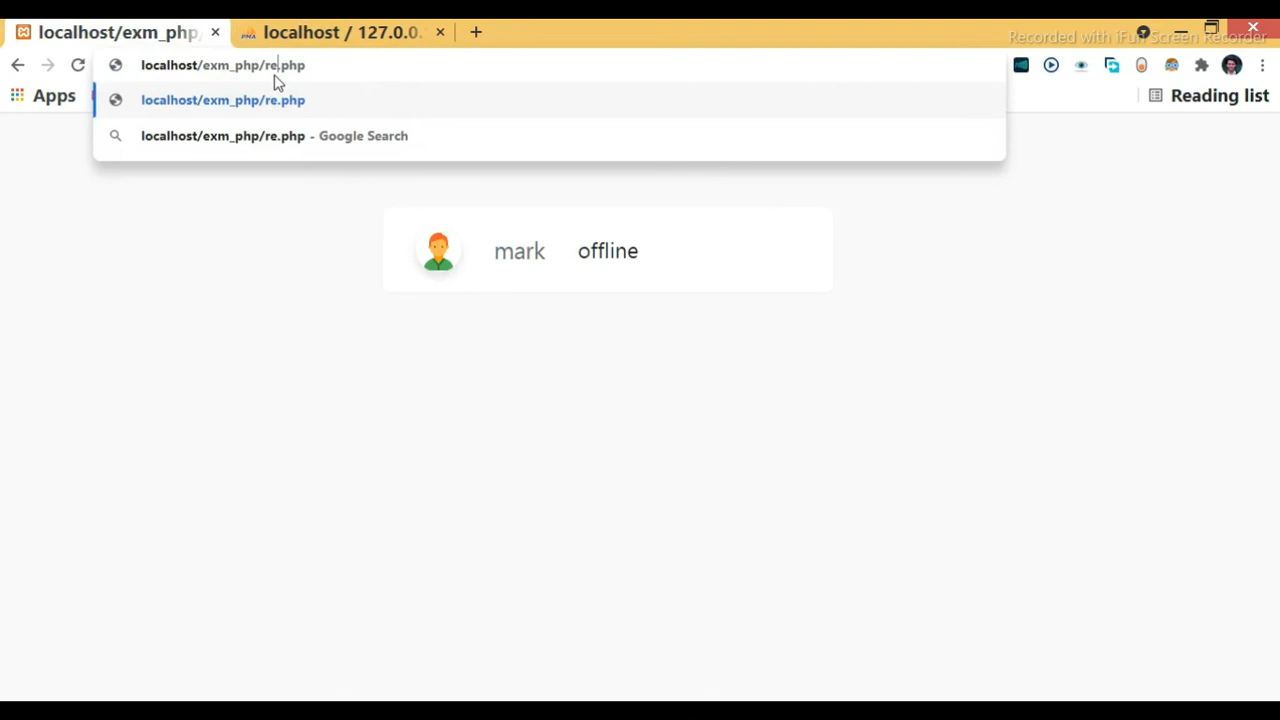 localhost/exm_php/
localhost / 127.0.0.
Recorded with iFun Screen Recorder
localhost/exm_php/re.php
Apps
localhost/exm_php/re.php
Reading list
localhost/exm_php/re.php - Google Search
mark offline